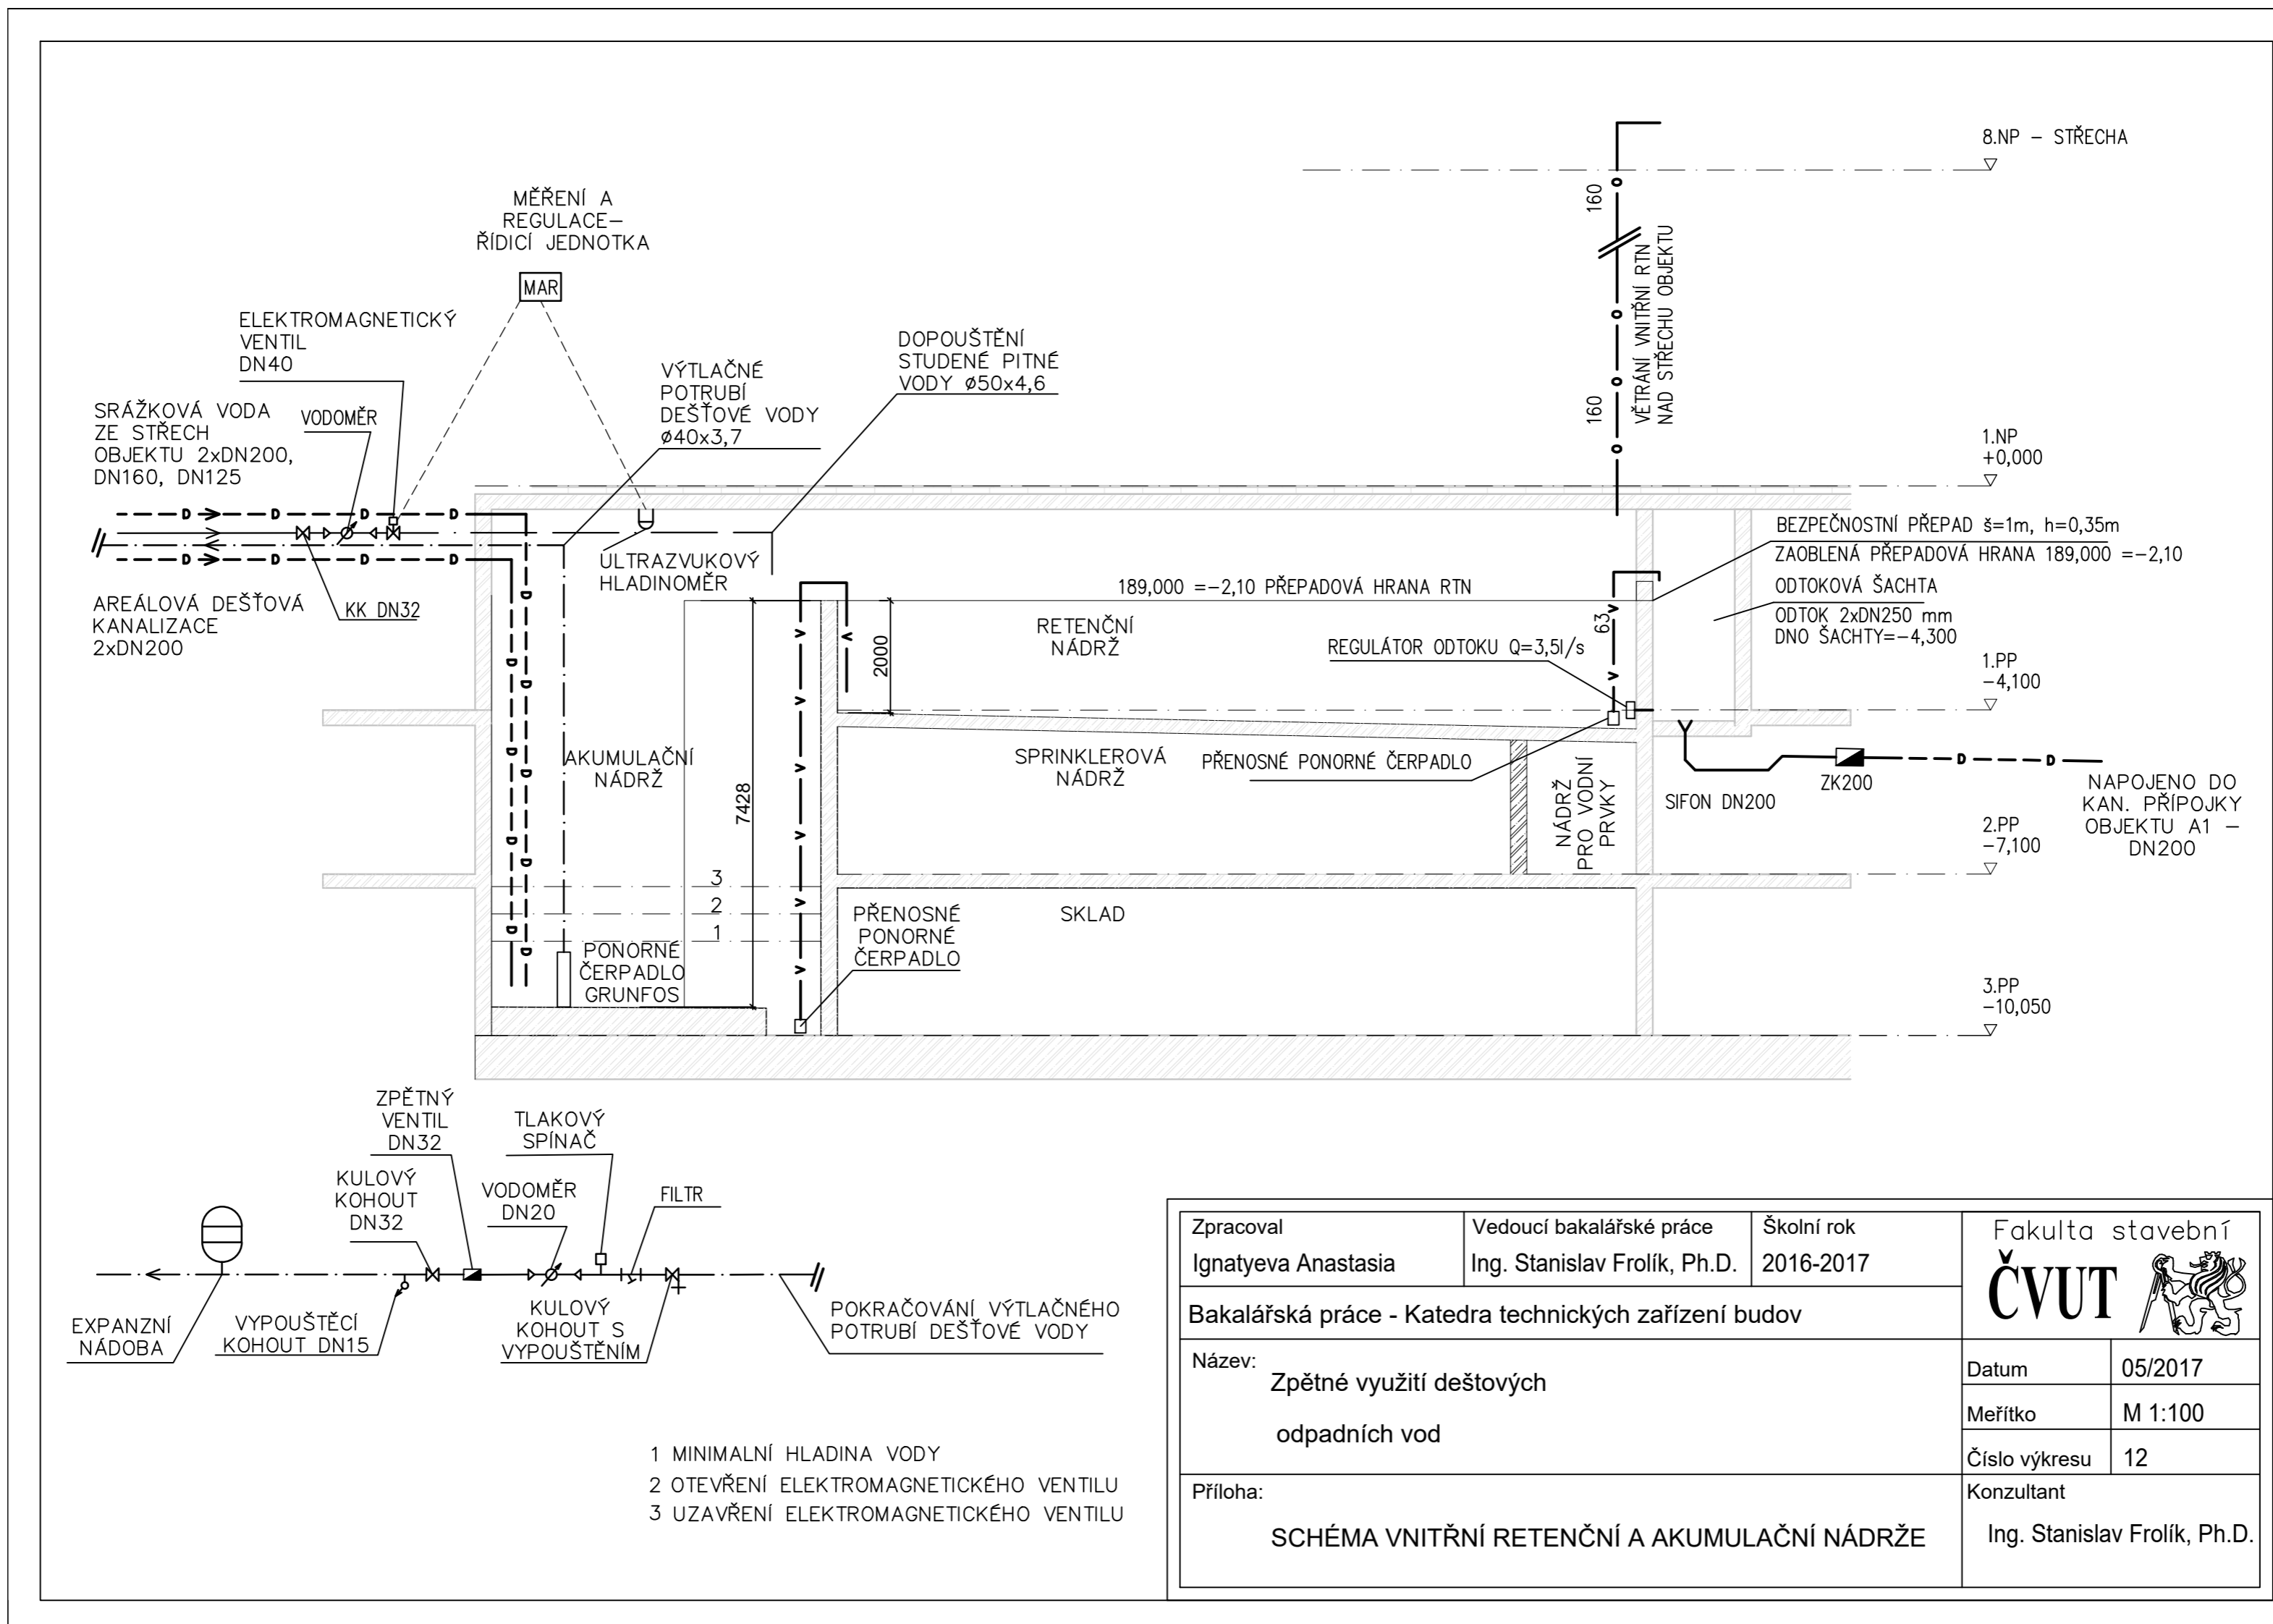 8.NP – STŘECHA
MĚŘENÍ A
REGULACE–
ŘÍDICÍ JEDNOTKA
MAR
160
VĚTRÁNÍ VNITŘNÍ RTN
NAD STŘECHU OBJEKTU
160
ELEKTROMAGNETICKÝ
VENTIL
DN40
DOPOUŠTĚNÍ
STUDENÉ PITNÉ
VODY ø50x4,6
VÝTLAČNÉ
POTRUBÍ
DEŠŤOVÉ VODY
ø40x3,7
SRÁŽKOVÁ VODA
ZE STŘECH
OBJEKTU 2xDN200,
DN160, DN125
VODOMĚR
1.NP
+0,000
D D D D
D D D D
BEZPEČNOSTNÍ PŘEPAD š=1m, h=0,35m
ZAOBLENÁ PŘEPADOVÁ HRANA 189,000 =–2,10
ULTRAZVUKOVÝ
HLADINOMĚR
189,000 =–2,10 PŘEPADOVÁ HRANA RTN
ODTOKOVÁ ŠACHTA
ODTOK 2xDN250 mm
DNO ŠACHTY=–4,300
AREÁLOVÁ DEŠŤOVÁ
KANALIZACE
2xDN200
KK DN32
RETENČNÍ
NÁDRŽ
2000
63
REGULÁTOR ODTOKU Q=3,5l/s
1.PP
–4,100
AKUMULAČNÍ
NÁDRŽ
7428
SPRINKLEROVÁ
NÁDRŽ
PŘENOSNÉ PONORNÉ ČERPADLO
NÁDRŽ
PRO VODNÍ
PRVKY
SIFON DN200
ZK200
D D
NAPOJENO DO
KAN. PŘÍPOJKY
OBJEKTU A1 –
DN200
2.PP
–7,100
3
2
1
PŘENOSNÉ
PONORNÉ
ČERPADLO
SKLAD
PONORNÉ
ČERPADLO
GRUNFOS
3.PP
–10,050
ZPĚTNÝ
VENTIL
DN32
TLAKOVÝ
SPÍNAČ
KULOVÝ
KOHOUT
DN32
VODOMĚR
DN20
FILTR
EXPANZNÍ
NÁDOBA
VYPOUŠTĚCÍ
KOHOUT DN15
KULOVÝ
KOHOUT S
VYPOUŠTĚNÍM
POKRAČOVÁNÍ VÝTLAČNÉHO
POTRUBÍ DEŠŤOVÉ VODY
1 MINIMALNÍ HLADINA VODY
2 OTEVŘENÍ ELEKTROMAGNETICKÉHO VENTILU
3 UZAVŘENÍ ELEKTROMAGNETICKÉHO VENTILU
Zpracoval
Ignatyeva Anastasia
Vedoucí bakalářské práce
Ing. Stanislav Frolík, Ph.D.
Školní rok
2016-2017
Fakulta stavební
ČVUT
Bakalářská práce - Katedra technických zařízení budov
Název:
Zpětné využití deštových
odpadních vod
Datum 05/2017
Meřítko M 1:100
Číslo výkresu 12
Příloha:
SCHÉMA VNITŘNÍ RETENČNÍ A AKUMULAČNÍ NÁDRŽE
Konzultant
Ing. Stanislav Frolík, Ph.D.